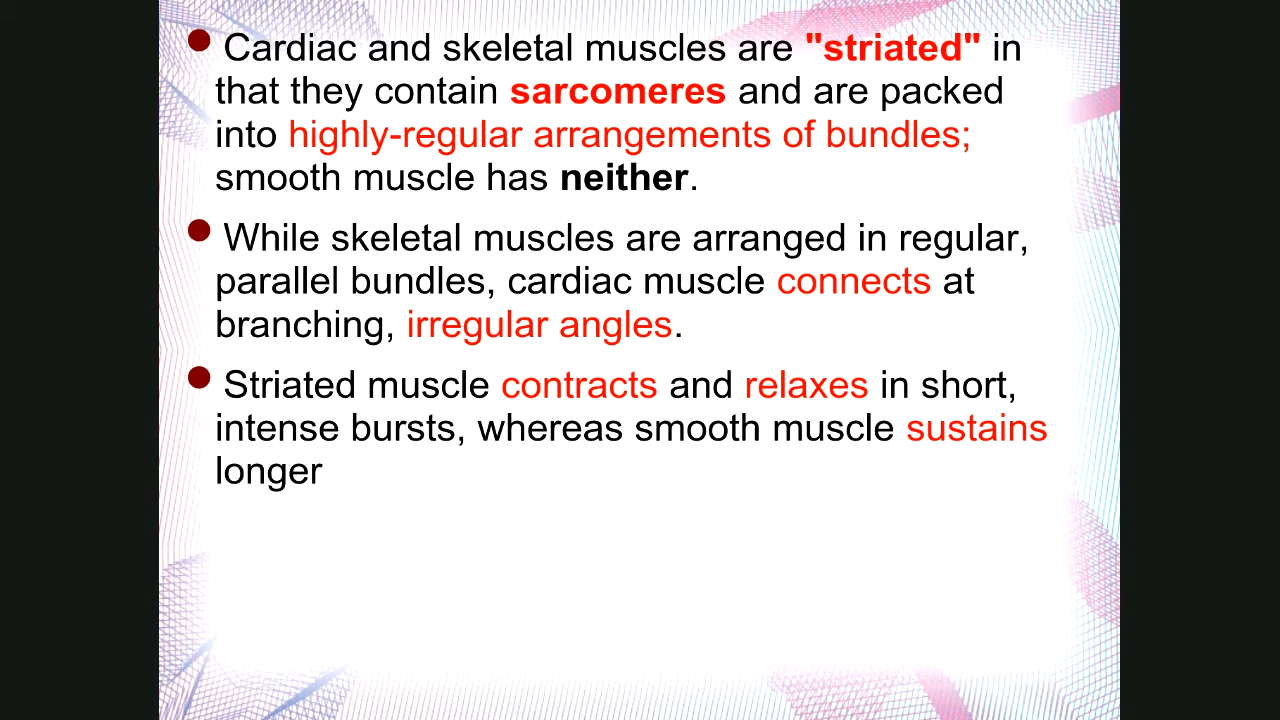 Cardiac and skeletal muscles are "striated" in
that they contain sarcomeres and are packed
into highly-regular arrangements of bundles;
smooth muscle has neither.
While skeletal muscles are arranged in regular,
parallel bundles, cardiac muscle connects at
branching, irregular angles.
Striated muscle contracts and relaxes in short,
intense bursts, whereas smooth muscle sustains
longer